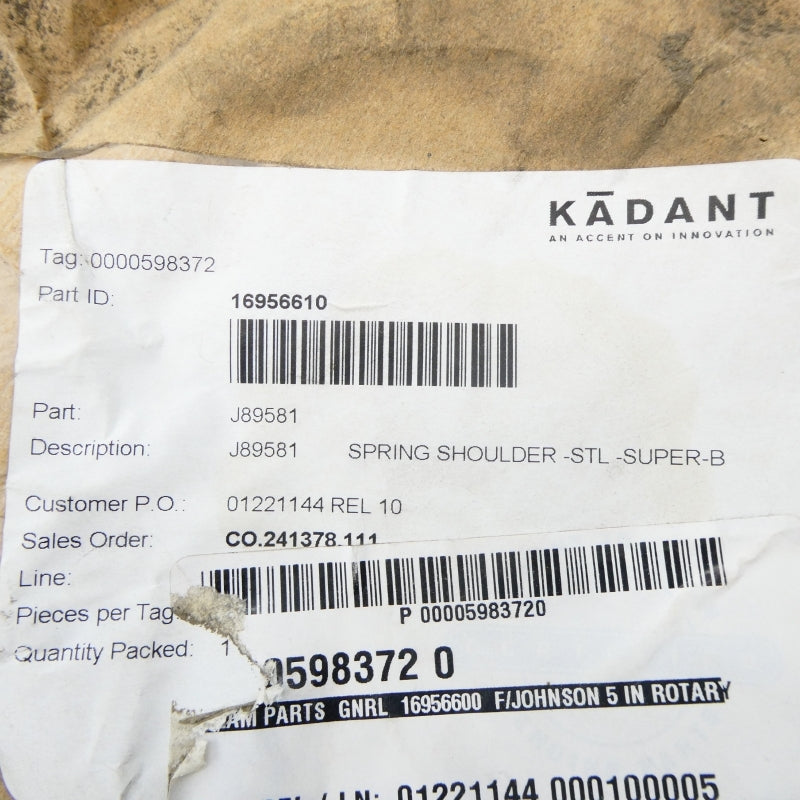 KĀDANT
AN ACCENT ON INNOVATION
Tag: 0000598372
Part ID: 16956610
Part: J89581
Description: J89581 SPRING SHOULDER -STL -SUPER-B
Customer P.O.: 01221144 REL 10
Sales Order: CO.241378.111
Line:
Pieces per Tag:
Quantity Packed: 1
P 00005983720
0598372 0
PARTS GNRL 16956600 F/JOHNSON 5 IN ROTARY
/ LN: 01221144 000100005